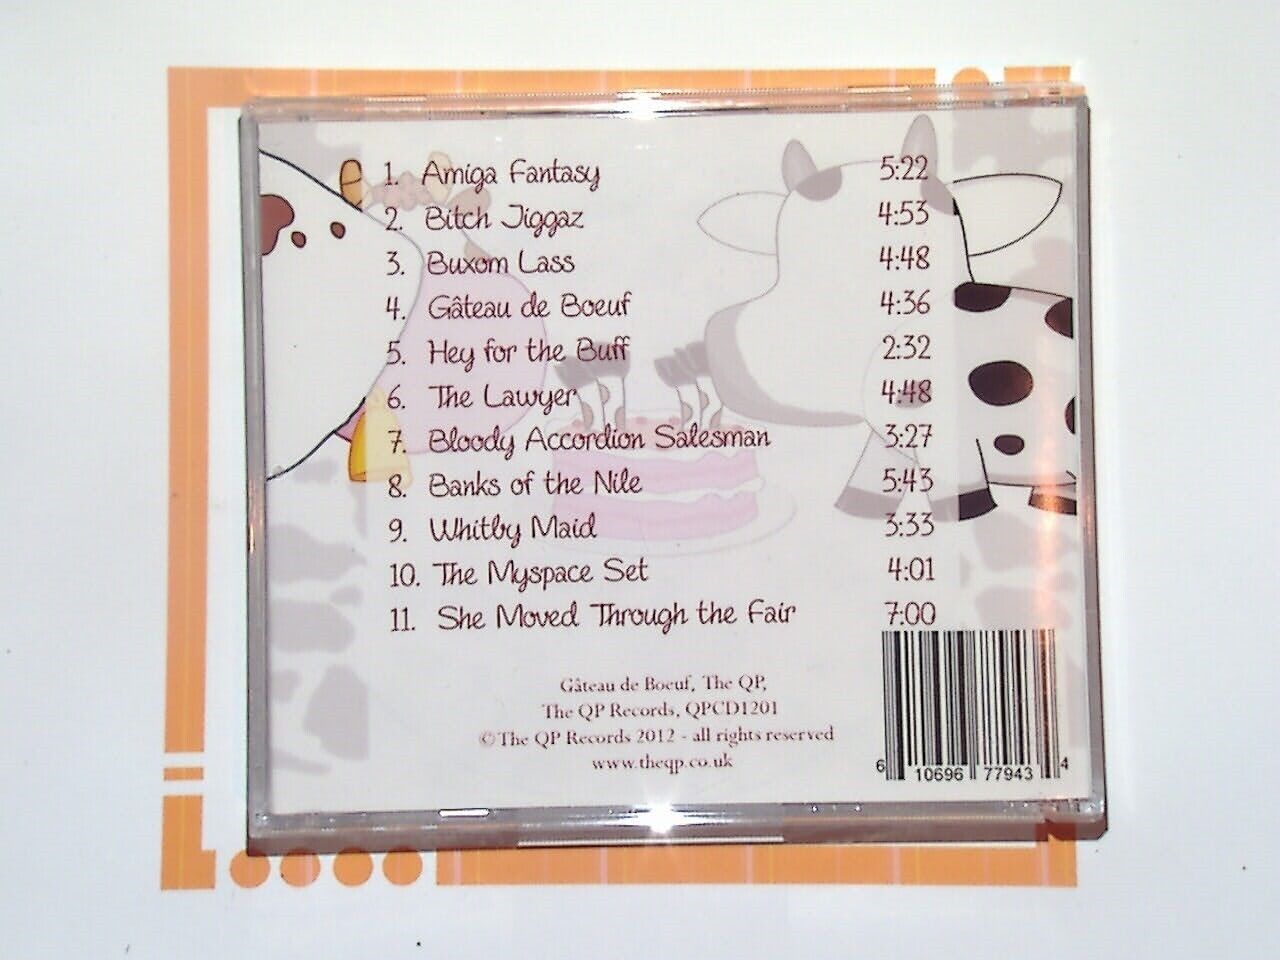 1. Amiga Fantasy 5:22
2. Bitch Jiggaz 4:53
3. Buxom Lass 4:48
4. Gâteau de Boeuf 4:36
5. Hey for the Buff 2:32
6. The Lawyer 4:48
7. Bloody Accordion Salesman 3:27
8. Banks of the Nile 5:43
9. Whitby Maid 3:33
10. The Myspace Set 4:01
11. She Moved Through the Fair 7:00
Gâteau de Boeuf, The QP,
The QP Records, QPCD1201
© The QP Records 2012 - all rights reserved
www.theqp.co.uk
6 10696 77943 4